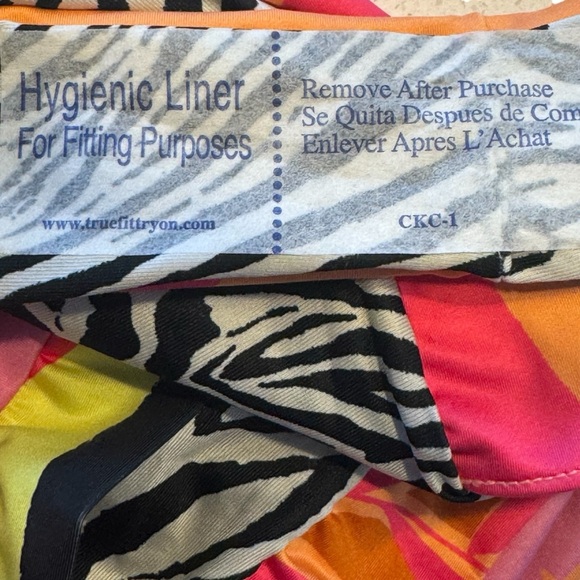 Hygienic Liner
For Fitting Purposes
www.truefittryon.com
Remove After Purchase
Se Quita Despues de Com
Enlever Apres L'Achat
CKC-1